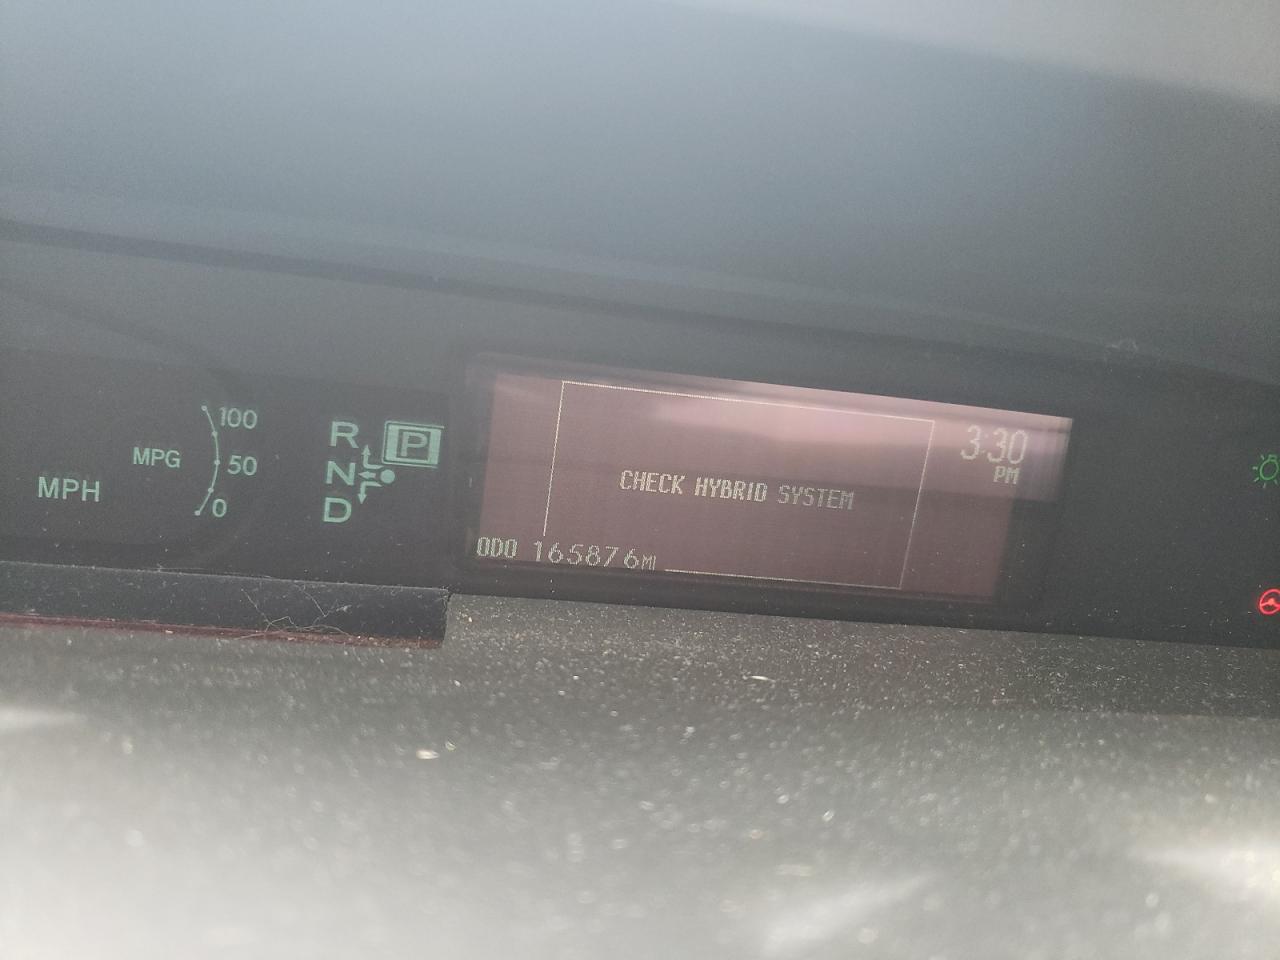 100
MPG 50
0
MPH
R P
N
D
3:30
PM
CHECK HYBRID SYSTEM
ODO 165876MI